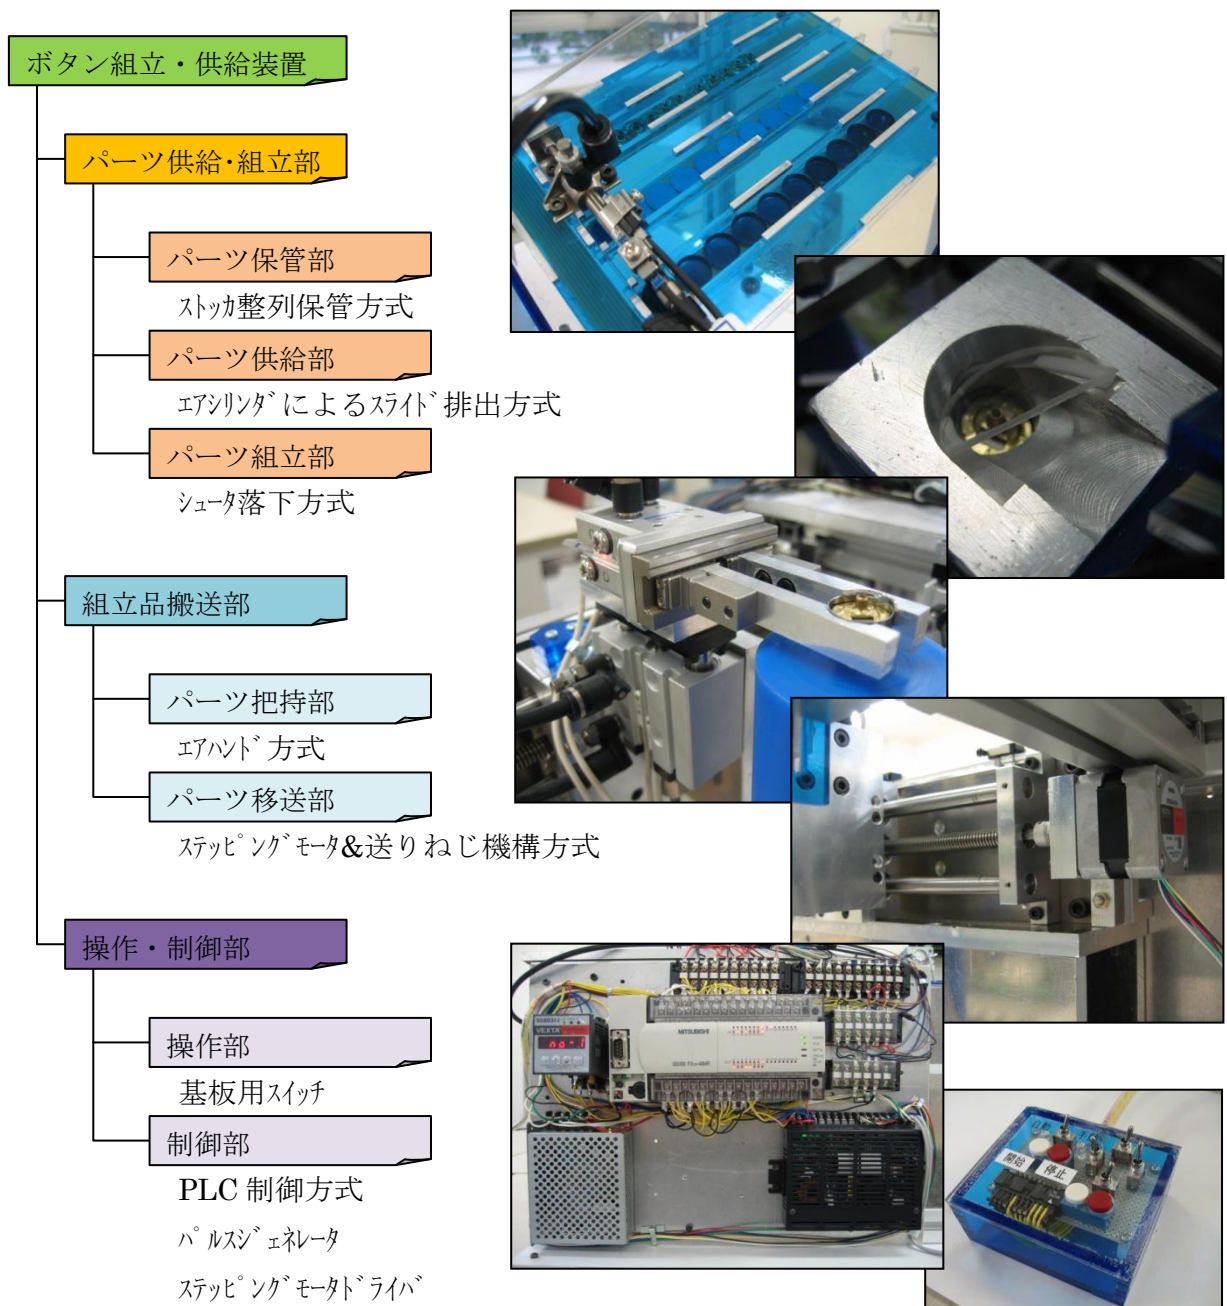 ボタン組立・供給装置
パーツ供給・組立部
パーツ保管部
ｽﾄｯｶ整列保管方式
パーツ供給部
ｴｱｼﾘﾝﾀﾞによるｽﾗｲﾄﾞ排出方式
パーツ組立部
ｼｭｰﾀ落下方式
組立品搬送部
パーツ把持部
ｴｱﾊﾝﾄﾞ方式
パーツ移送部
ｽﾃｯﾋﾟﾝｸﾞﾓｰﾀ&送りねじ機構方式
操作・制御部
操作部
基板用ｽｲｯﾁ
制御部
PLC 制御方式
ﾊﾟﾙｽｼﾞｪﾈﾚｰﾀ
ｽﾃｯﾋﾟﾝｸﾞﾓｰﾀﾄﾞﾗｲﾊﾞ
VEXTA
MITSUBISHI
自動
開始
停止